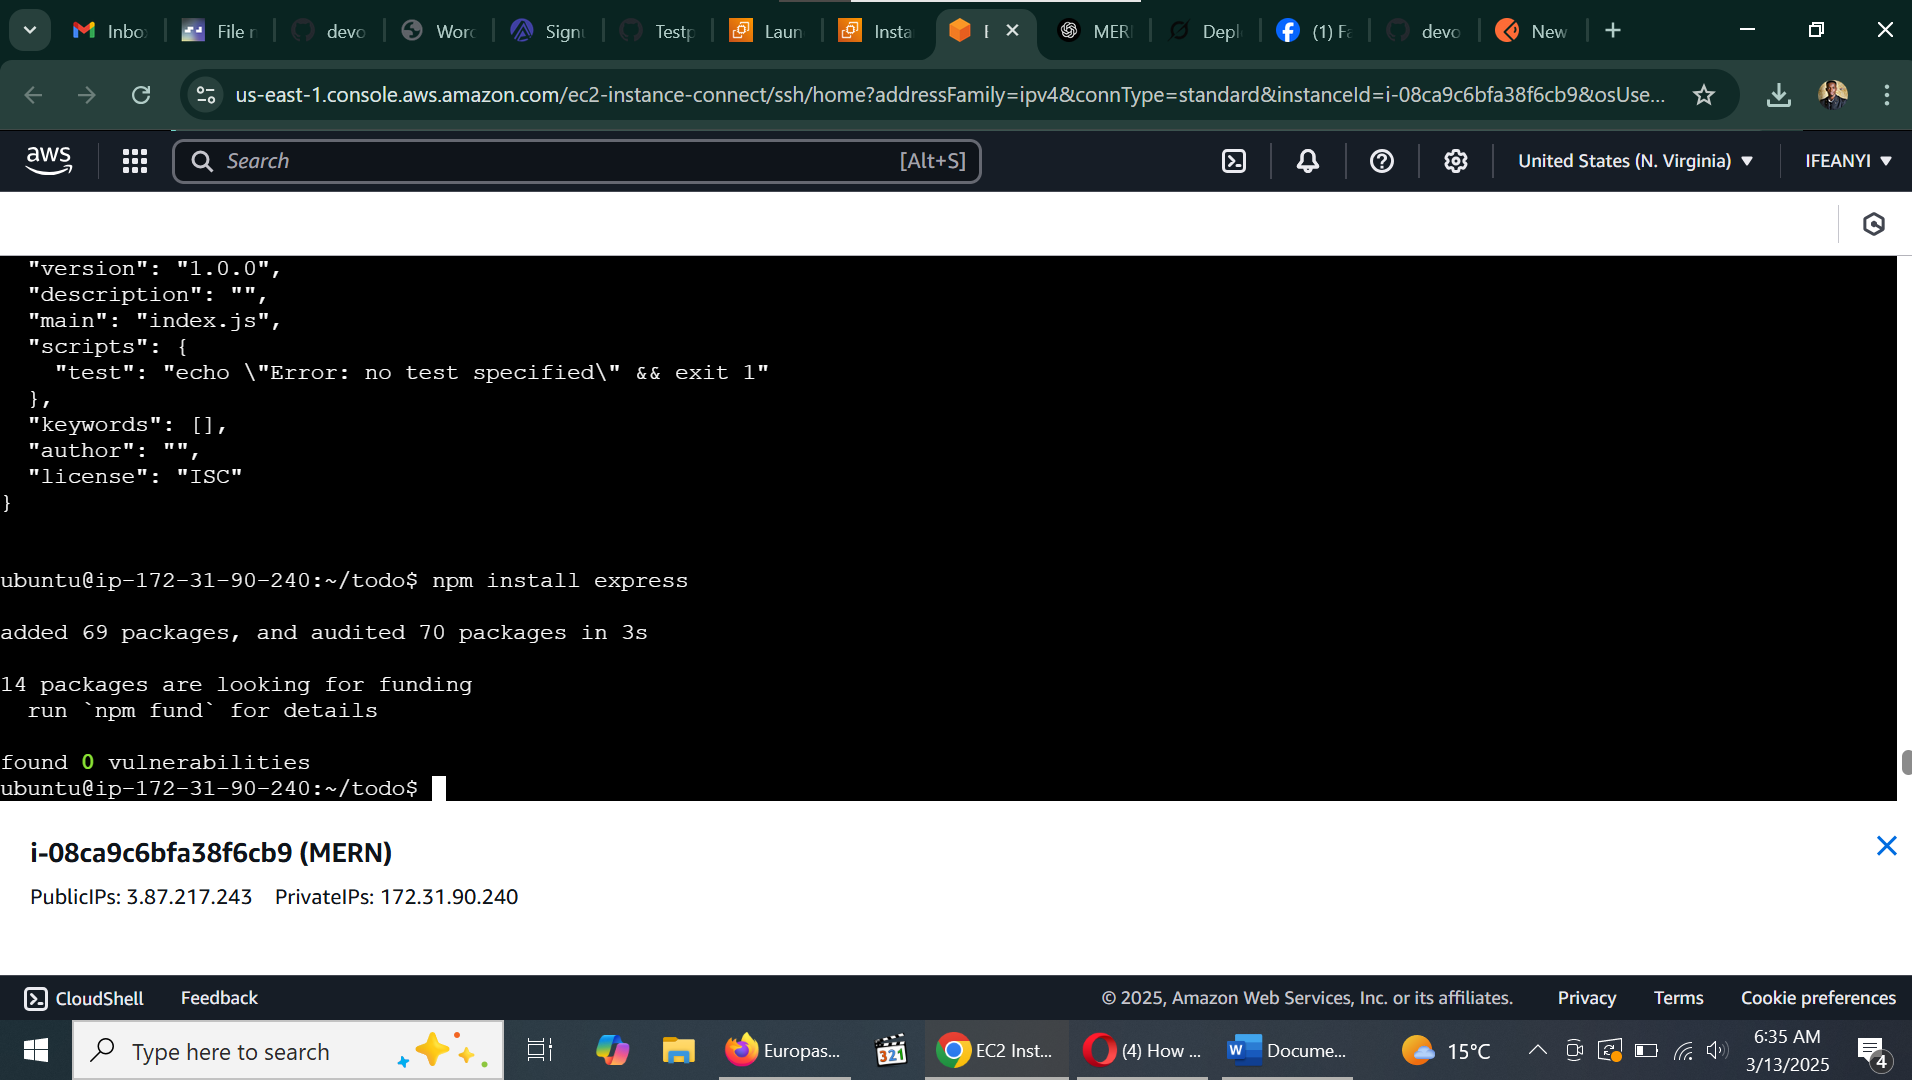 Inbo
File n
devo
Word
Signu
Testp
Laun
Insta
E
MER
Depl
(1) Fa
devo
New
us-east-1.console.aws.amazon.com/ec2-instance-connect/ssh/home?addressFamily=ipv4&connType=standard&instanceId=i-08ca9c6bfa38f6cb9&osUse...
aws
Search
[Alt+S]
United States (N. Virginia)
IFEANYI
"version": "1.0.0",
"description": "",
"main": "index.js",
"scripts": {
"test": "echo \"Error: no test specified\" && exit 1"
},
"keywords": [],
"author": "",
"license": "ISC"
}
ubuntu@ip-172-31-90-240:~/todo$ npm install express
added 69 packages, and audited 70 packages in 3s
14 packages are looking for funding
run `npm fund` for details
found 0 vulnerabilities
ubuntu@ip-172-31-90-240:~/todo$
i-08ca9c6bfa38f6cb9 (MERN)
PublicIPs: 3.87.217.243 PrivateIPs: 172.31.90.240
CloudShell
Feedback
© 2025, Amazon Web Services, Inc. or its affiliates.
Privacy
Terms
Cookie preferences
Type here to search
Europas...
321
EC2 Inst...
(4) How ...
W
Docume...
15°C
6:35 AM
3/13/2025
4